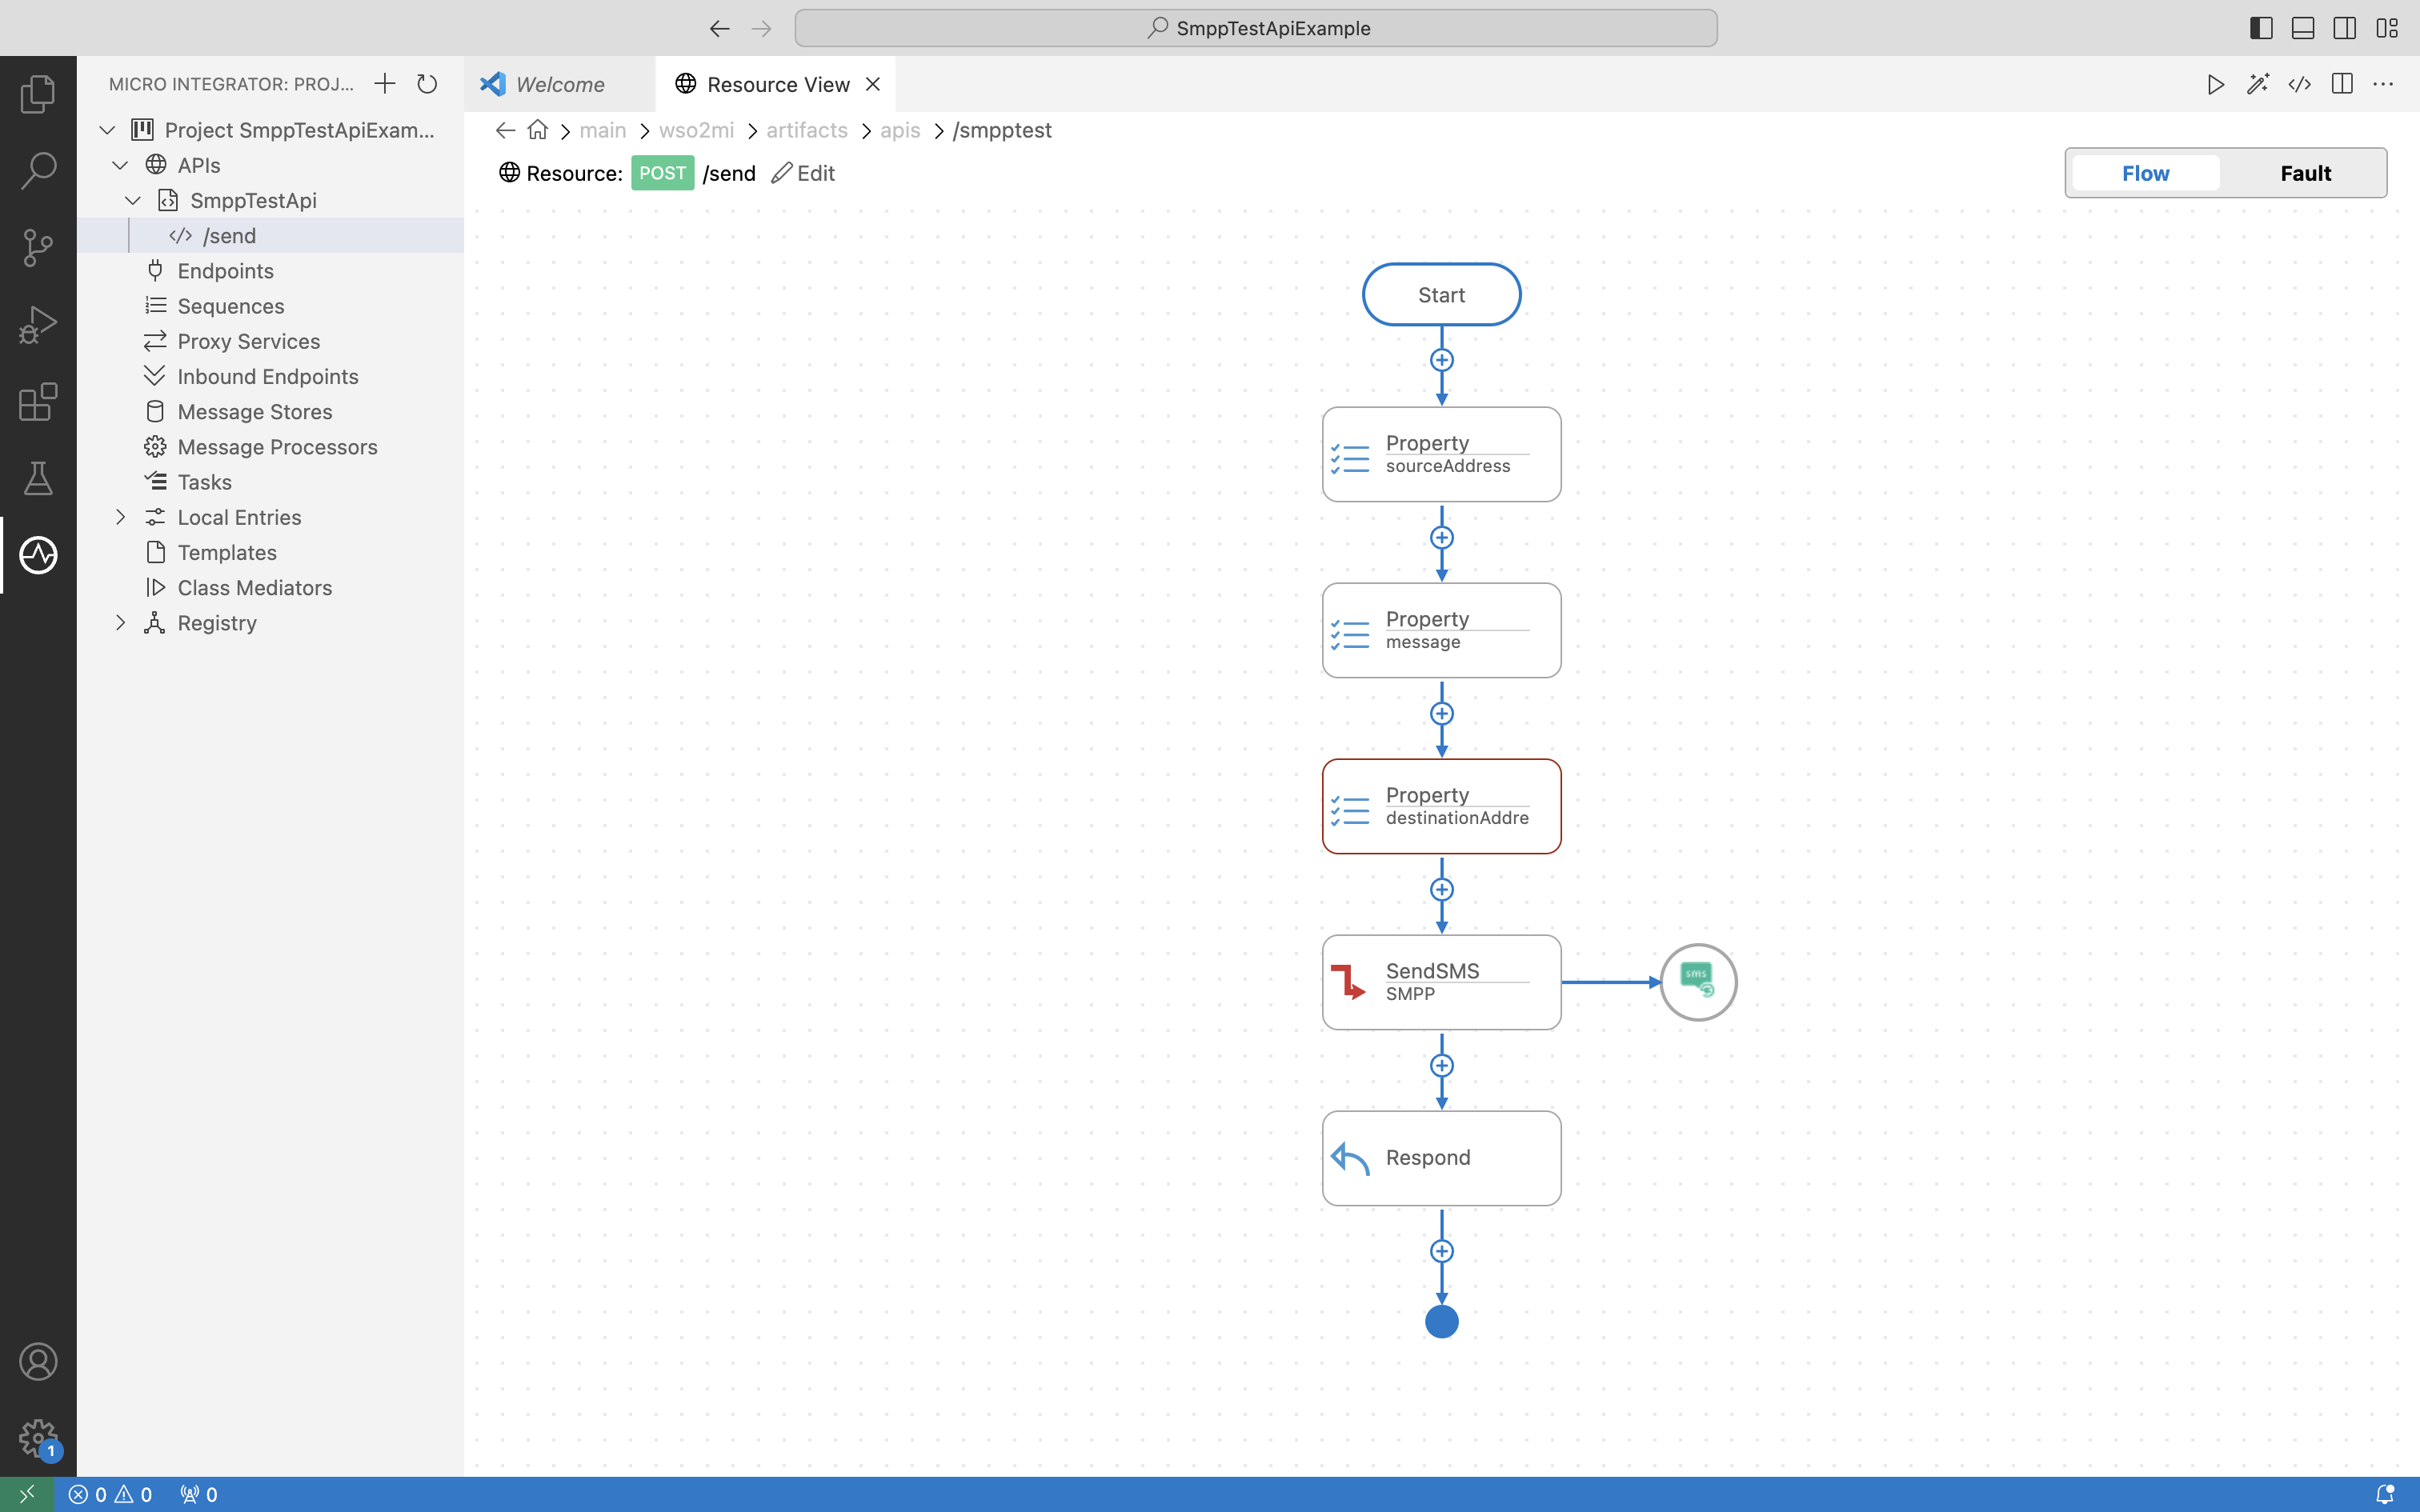 SmppTestApiExample
MICRO INTEGRATOR: PROJ...
Project SmppTestApiExam...
APIs
SmppTestApi
/send
Endpoints
Sequences
Proxy Services
Inbound Endpoints
Message Stores
Message Processors
Tasks
Local Entries
Templates
Class Mediators
Registry
1
Welcome
Resource View
main > wso2mi > artifacts > apis > /smpptest
Resource: POST /send Edit
Flow Fault
Start
Property
sourceAddress
Property
message
Property
destinationAddre
SendSMS
SMPP
sms
Respond
0 0 0